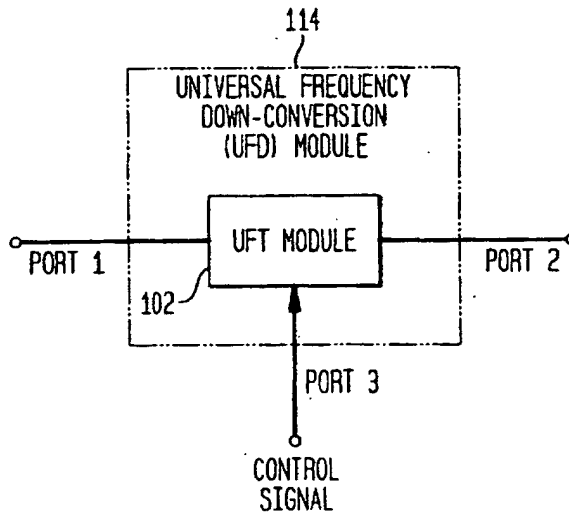 114
UNIVERSAL FREQUENCY
DOWN-CONVERSION
(UFD) MODULE
UFT MODULE
PORT 1
PORT 2
102
PORT 3
CONTROL
SIGNAL